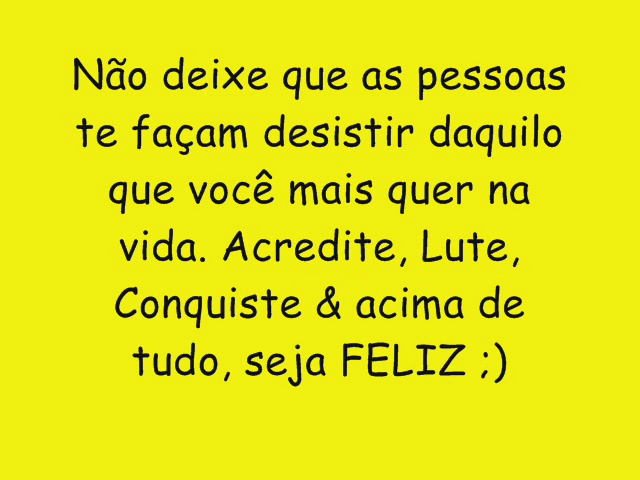 Não deixe que as pessoas
te façam desistir daquilo
que você mais quer na
vida. Acredite, Lute,
Conquiste & acima de
tudo, seja FELIZ ;)